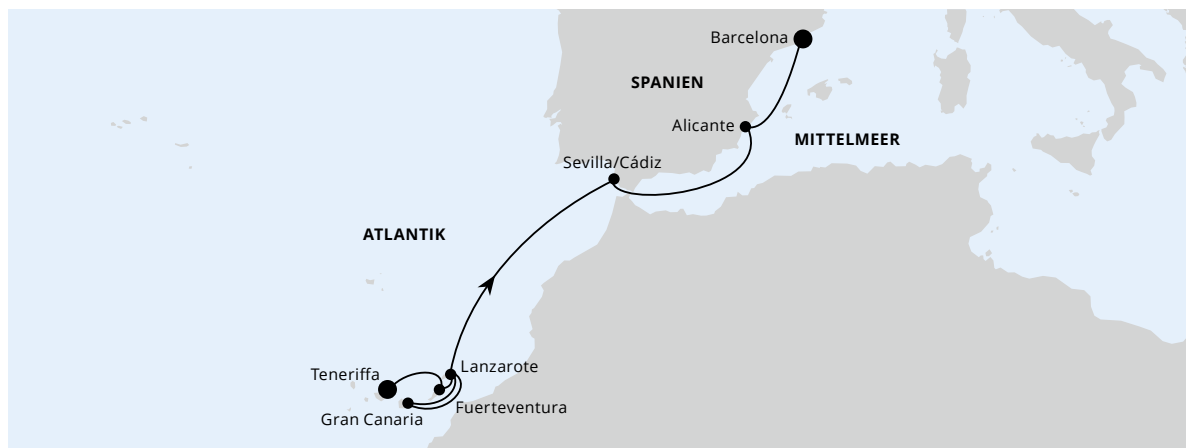 Barcelona
SPANIEN
Alicante
MITTELMEER
Sevilla/Cádiz
ATLANTIK
Lanzarote
Teneriffa
Fuerteventura
Gran Canaria